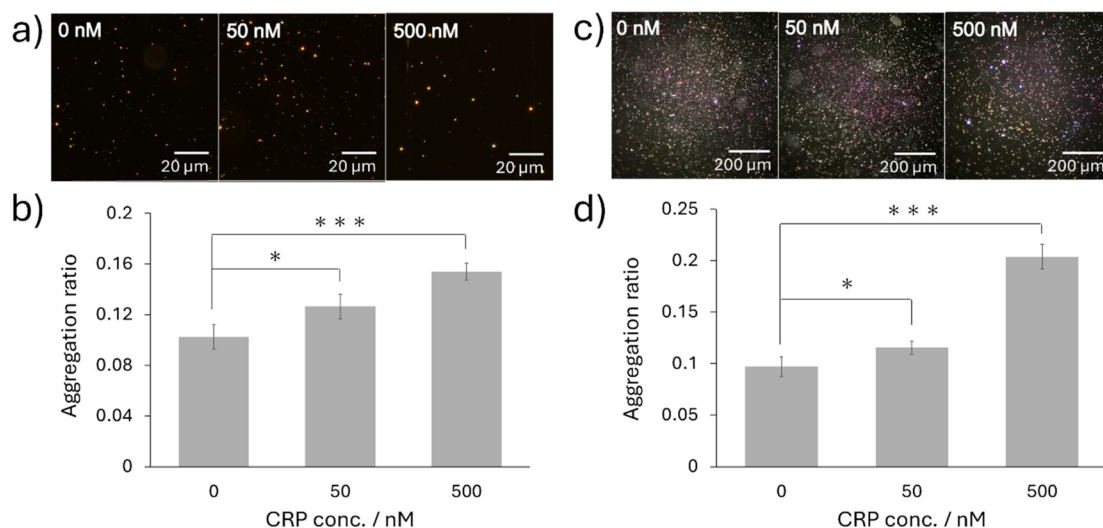 a)
0 nM
50 nM
500 nM
20 µm
20 µm
20 µm
b)
* * *
*
0.2
0.16
0.12
0.08
0.04
0
Aggregation ratio
0
50
500
CRP conc. / nM
c)
0 nM
50 nM
500 nM
200 µm
200 µm
200 µm
d)
* * *
*
0.25
0.2
0.15
0.1
0.05
0
Aggregation ratio
0
50
500
CRP conc. / nM